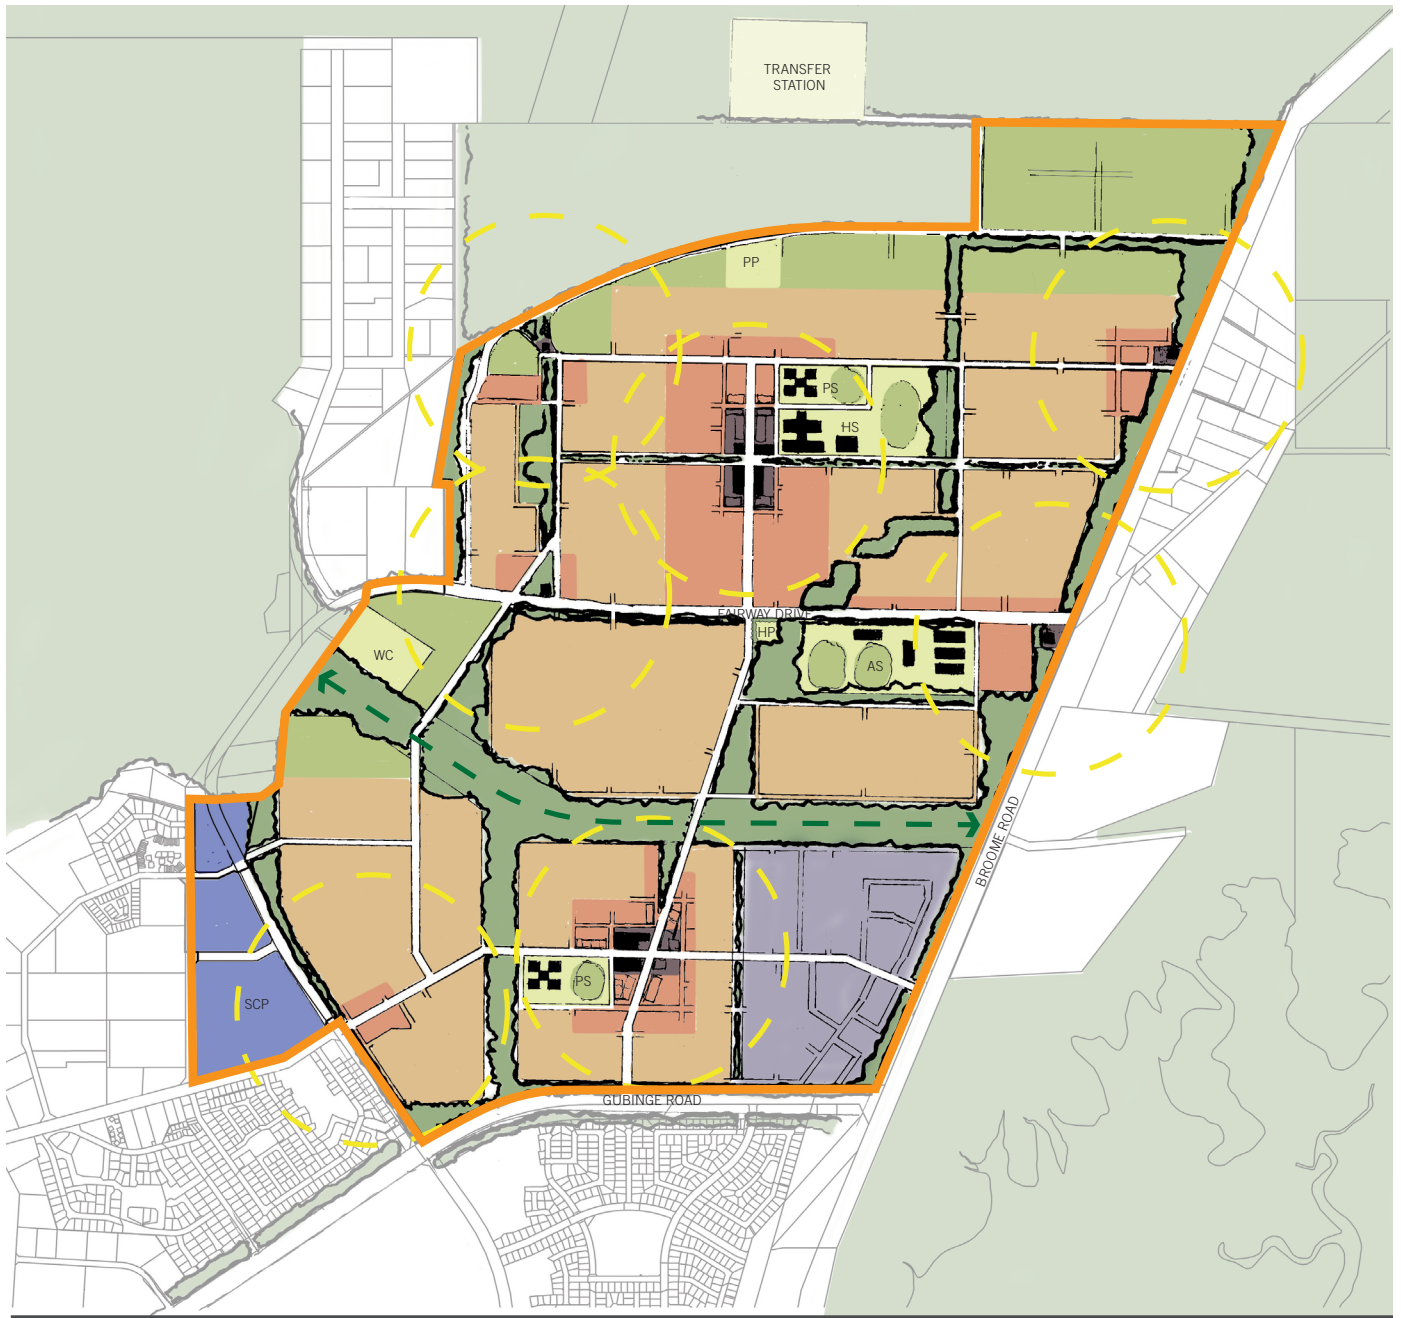 TRANSFER
STATION
PP
PS
HS
FAIRWAY DRIVE
HP
WC
AS
BROOME ROAD
PS
SCP
GUBINGE ROAD